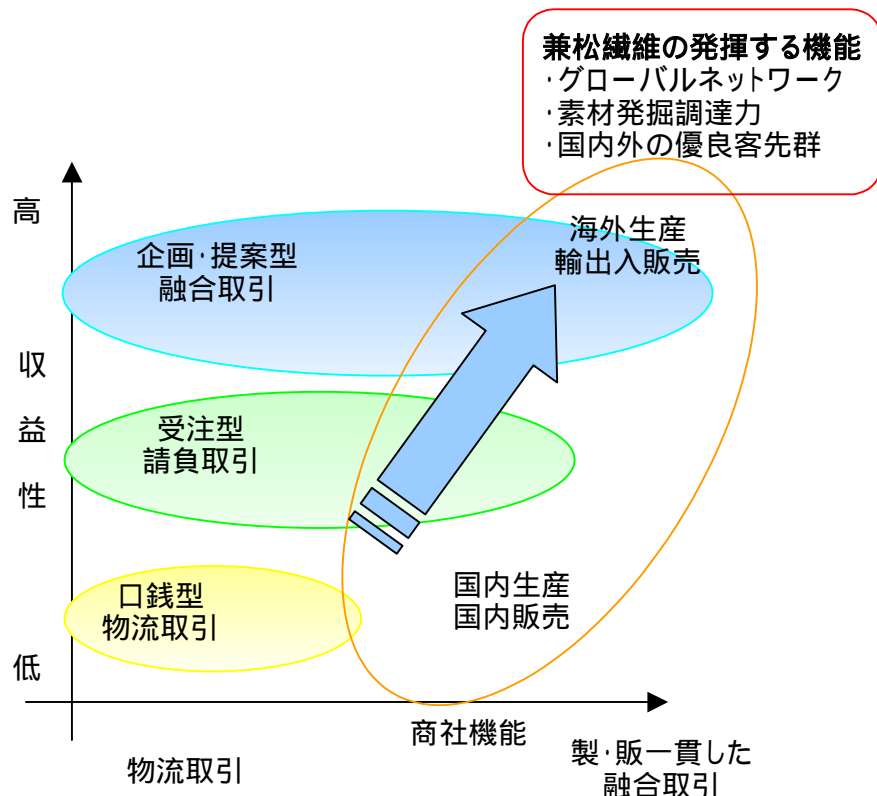 兼松繊維の発揮する機能
・グローバルネットワーク
・素材発掘調達力
・国内外の優良客先群
高
収
益
性
低
企画・提案型
融合取引
海外生産
輸出入販売
受注型
請負取引
口銭型
物流取引
国内生産
国内販売
商社機能
物流取引
製・販一貫した
融合取引